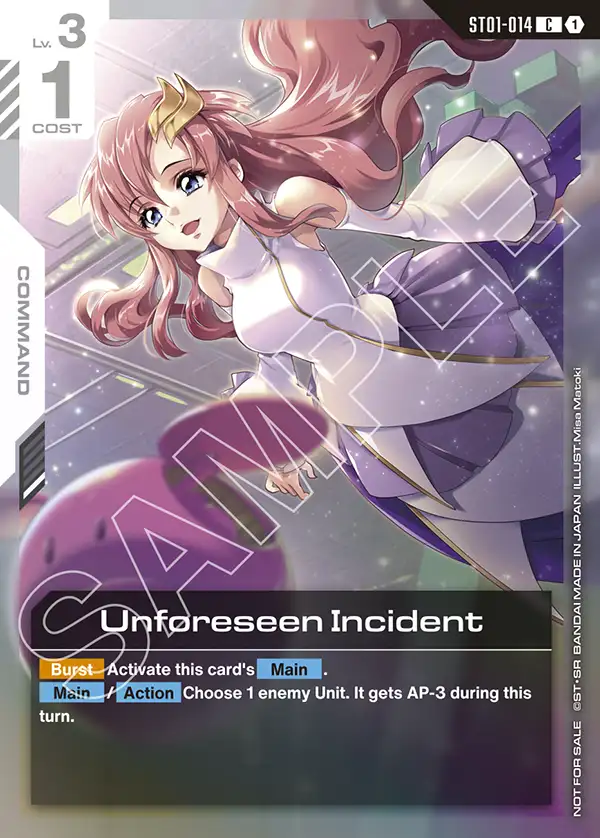 ST01-014 C 1
Lv. 3
1
COST
COMMAND
Unforeseen Incident
Burst Activate this card's Main .
Main / Action Choose 1 enemy Unit. It gets AP-3 during this
turn.
SAMPLE
NOT FOR SALE ©ST・SR BANDAI MADE IN JAPAN ILLUST.Misa Matoki